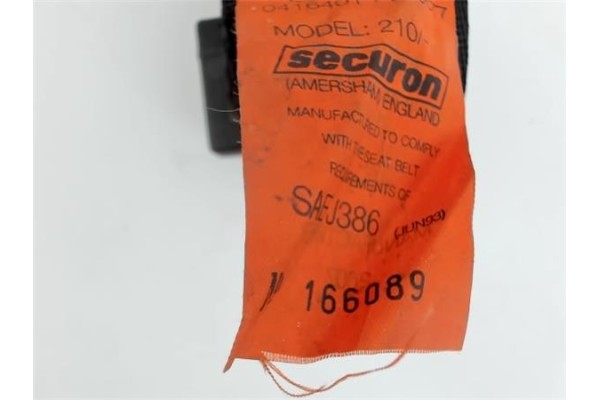 MODEL: 210/-
securon
(AMERSHAM) ENGLAND
MANUFACTURED TO COMPLY
WITH THE SEAT BELT
REQUIREMENTS OF
SAEJ386 (JUN93)
166089